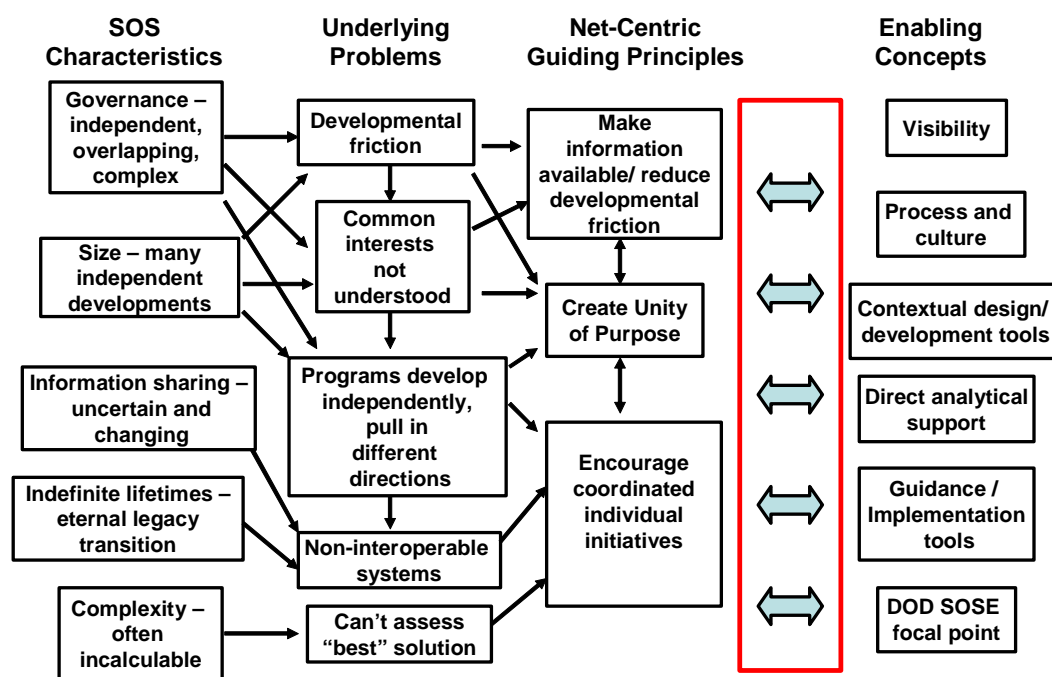 SOS
Characteristics
Underlying
Problems
Net-Centric
Guiding Principles
Enabling
Concepts
Governance –
independent,
overlapping,
complex
Size – many
independent
developments
Information sharing –
uncertain and
changing
Indefinite lifetimes –
eternal legacy
transition
Complexity –
often
incalculable
Developmental
friction
Common
interests
not
understood
Programs develop
independently,
pull in
different
directions
Non-interoperable
systems
Can't assess
“best” solution
Make
information
available/ reduce
developmental
friction
Create Unity
of Purpose
Encourage
coordinated
individual
initiatives
Visibility
Process and
culture
Contextual design/
development tools
Direct analytical
support
Guidance /
Implementation
tools
DOD SOSE
focal point